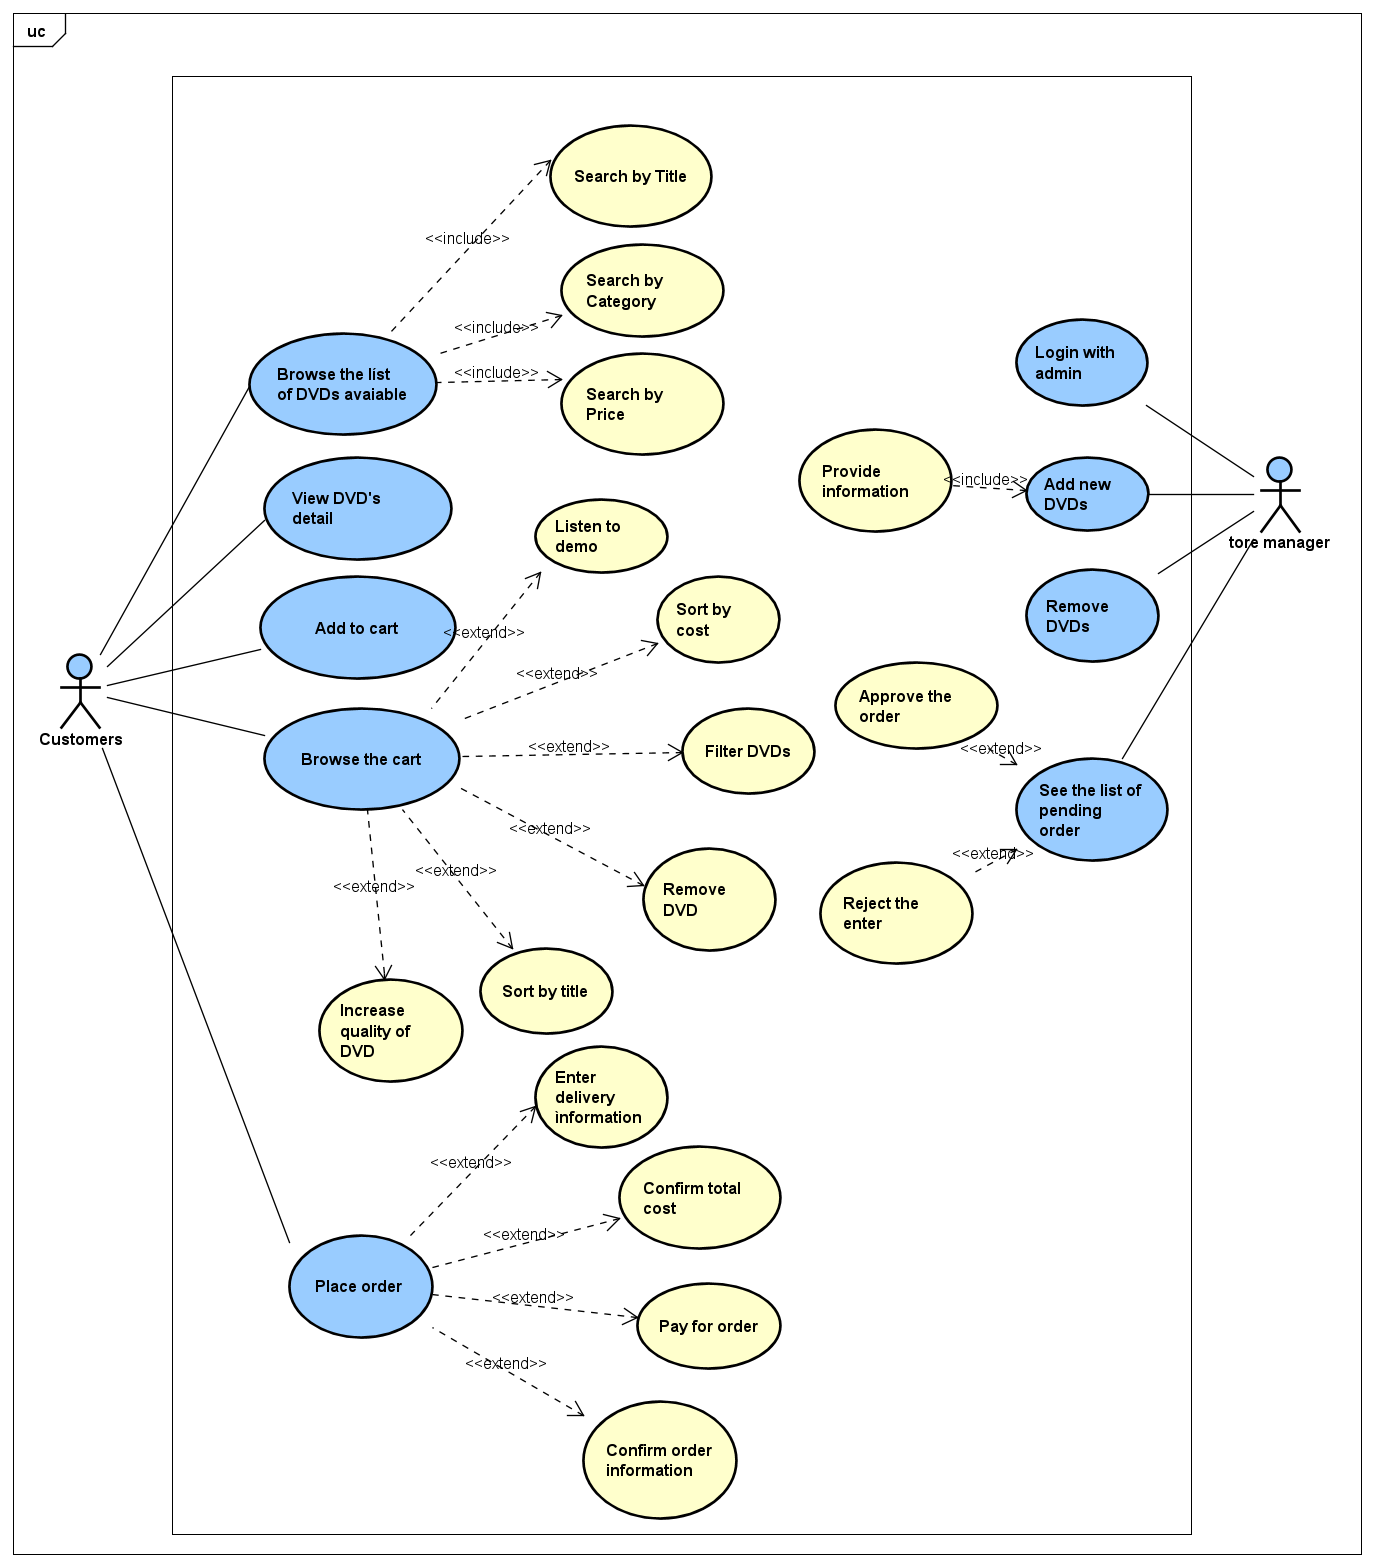 uc
Search by Title
<<include>>
Search by
Category
<<include>>
Browse the list
of DVDs avaiable
<<include>>
Search by
Price
Login with
admin
View DVD's
detail
Provide
information
<<include>>
Add new
DVDs
tore manager
Listen to
demo
<<extend>>
Sort by
cost
<<extend>>
Add to cart
Remove
DVDs
Customers
Browse the cart
<<extend>>
Filter DVDs
Approve the
order
<<extend>>
See the list of
pending
order
<<extend>>
Remove
DVD
<<extend>>
Reject the
enter
<<extend>>
<<extend>>
Sort by title
Increase
quality of
DVD
Enter
delivery
information
<<extend>>
Confirm total
cost
<<extend>>
Place order
<<extend>>
Pay for order
<<extend>>
Confirm order
information